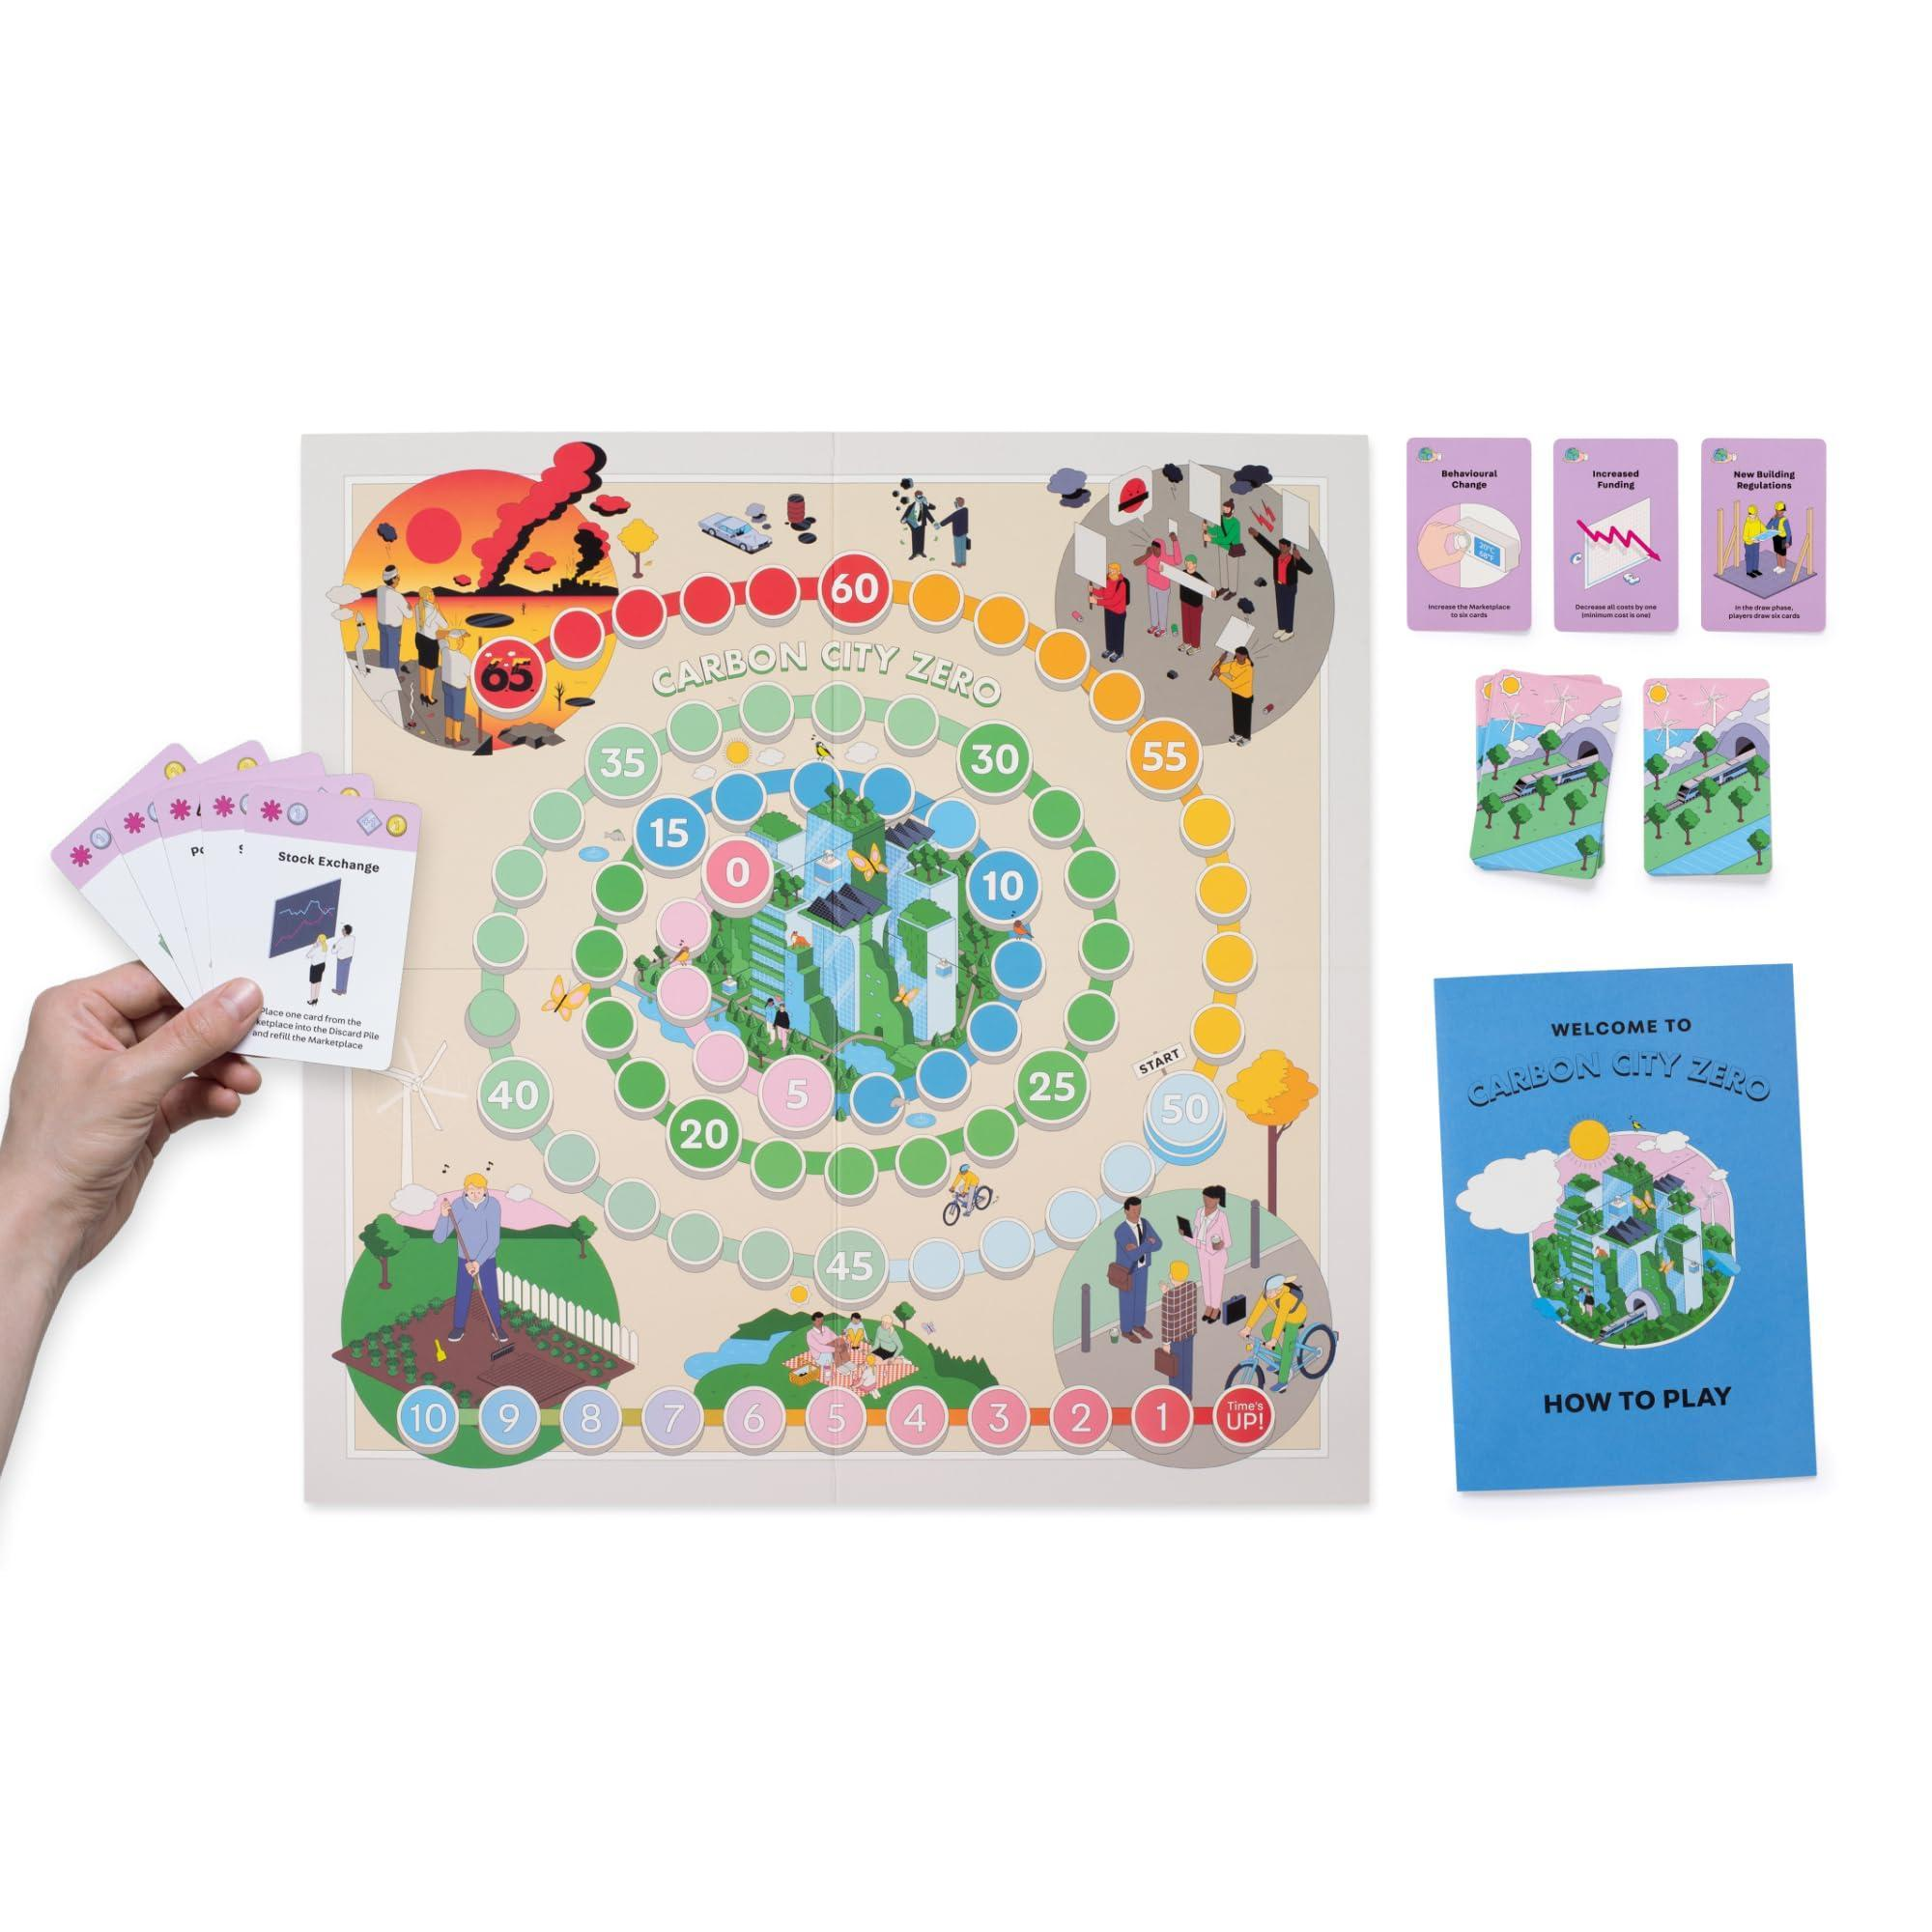 60
65
CARBON CITY ZERO
35
30
55
15
0
10
40
5
25
20
START
50
45
10 9 8 7 6 5 4 3 2 1 Time's
UP!
Stock Exchange
1
Place one card from the
into the Discard Pile
and refill the Marketplace
Behavioural
Change
20°C
Increase the Marketplace
to six cards
Increased
Funding
Decrease all costs by one
(minimum cost is one)
New Building
Regulations
In the draw phase,
players draw six cards
WELCOME TO
CARBON CITY ZERO
HOW TO PLAY